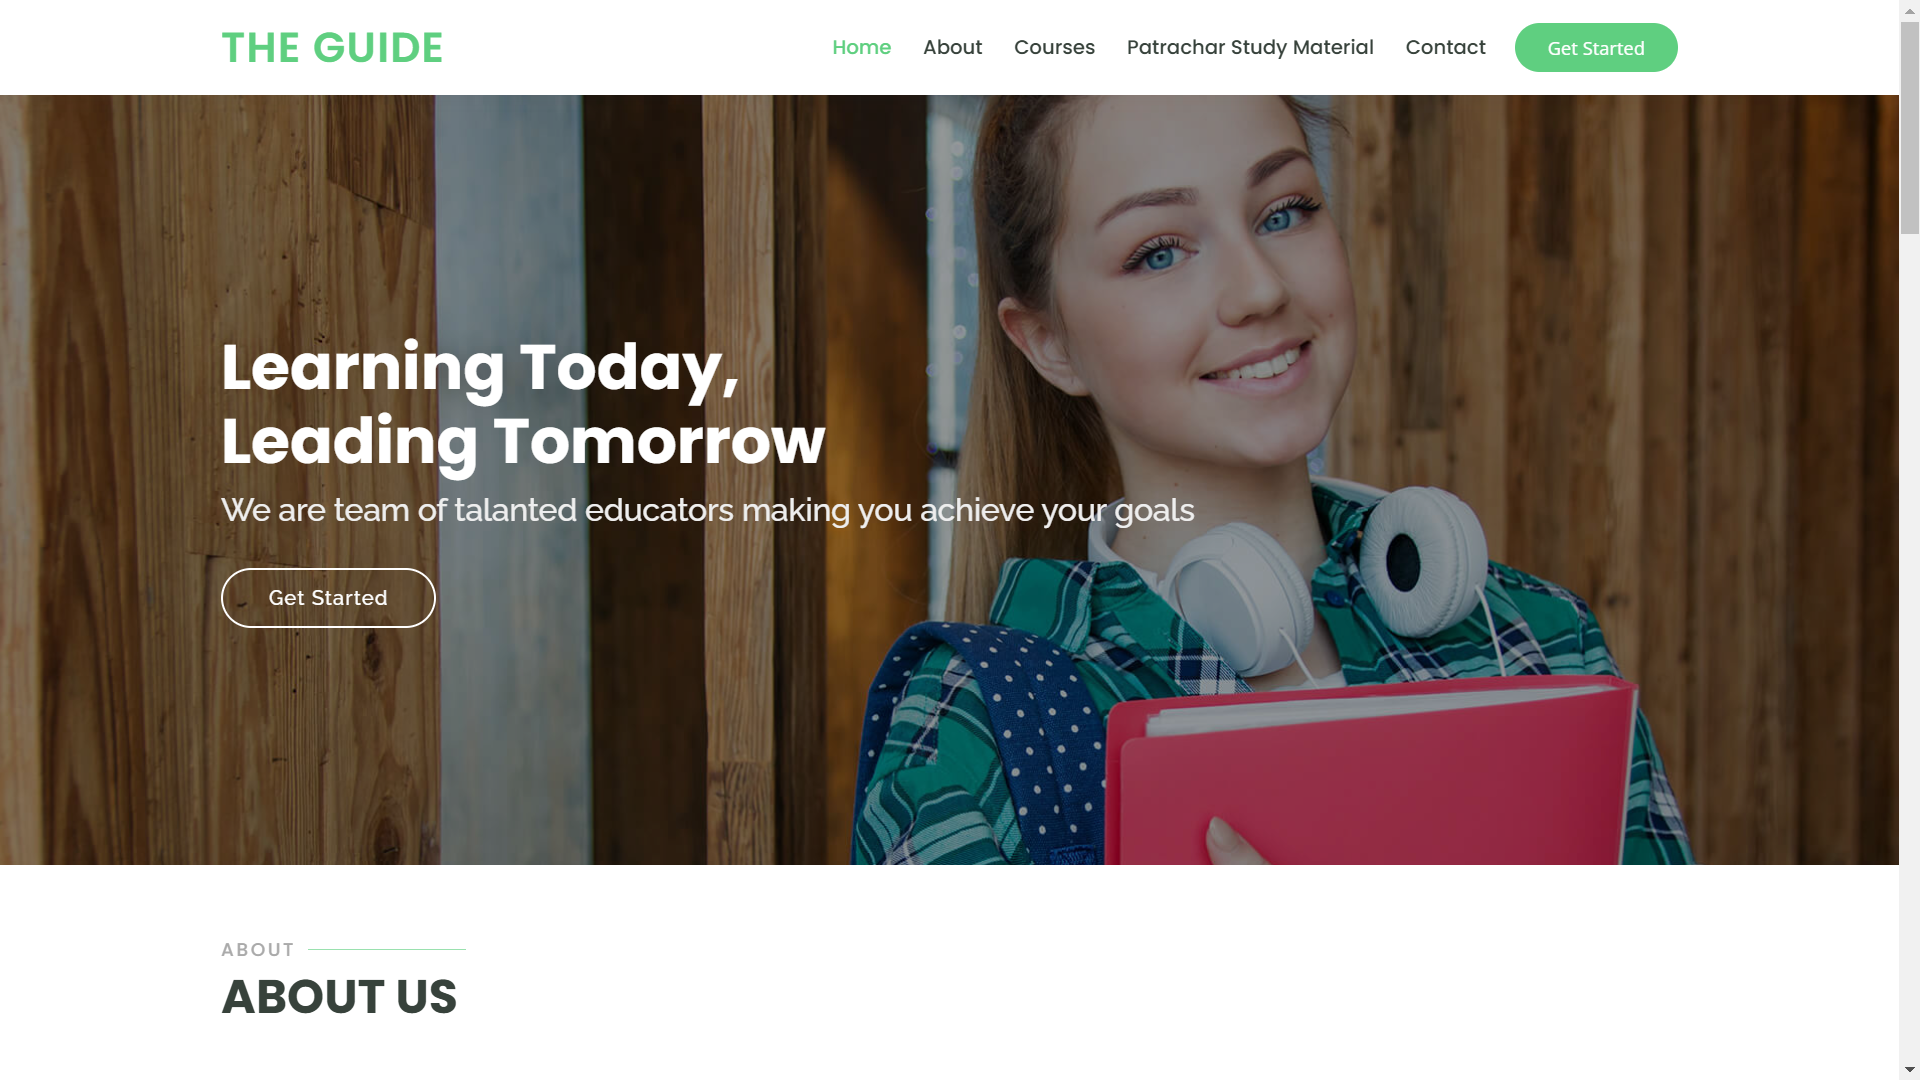 THE GUIDE
Home About Courses Patrachar Study Material Contact Get Started
Learning Today,
Leading Tomorrow
We are team of talanted educators making you achieve your goals
Get Started
ABOUT
ABOUT US